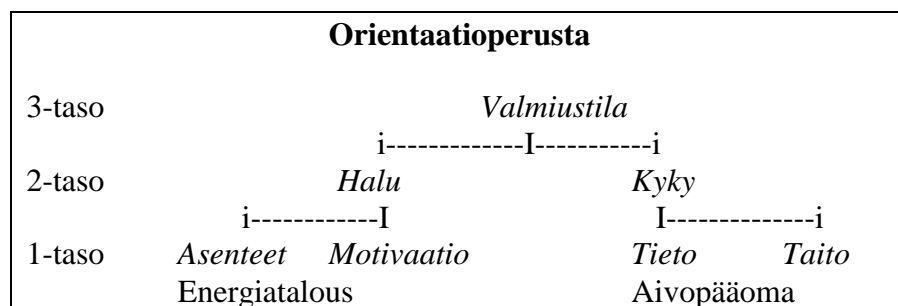 Orientaatioperusta
3-taso Valmiustila
i-------------I-----------i
2-taso Halu Kyky
i------------I I--------------i
1-taso Asenteet Motivaatio Tieto Taito
Energiatalous Aivopääoma